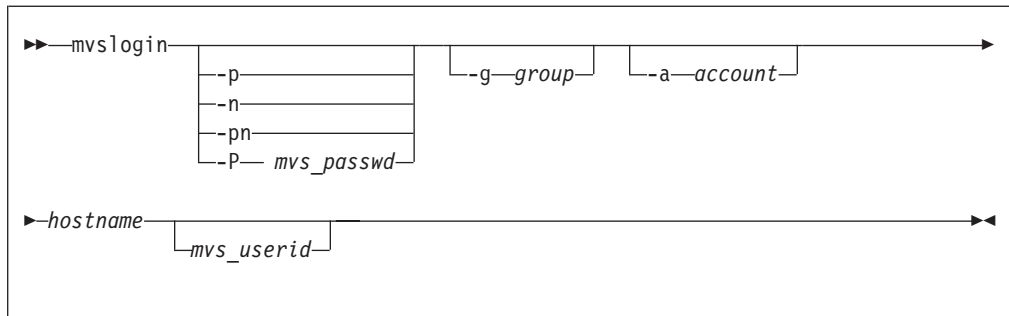 mvslogin
-p
-n
-pn
-P mvs_passwd
-g group
-a account
hostname
mvs_userid